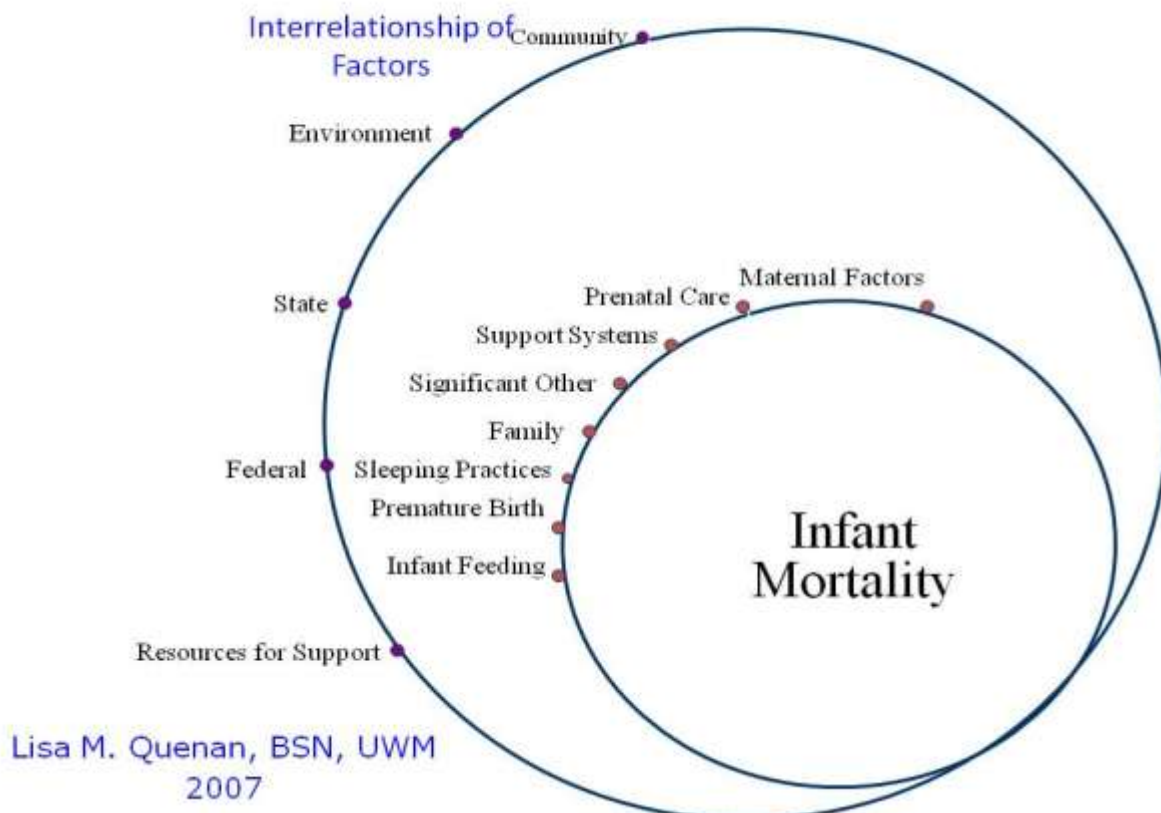 Interrelationship of
Factors
Community
Environment
State
Federal
Resources for Support
Maternal Factors
Prenatal Care
Support Systems
Significant Other
Family
Sleeping Practices
Premature Birth
Infant Feeding
Infant
Mortality
Lisa M. Quenan, BSN, UWM
2007